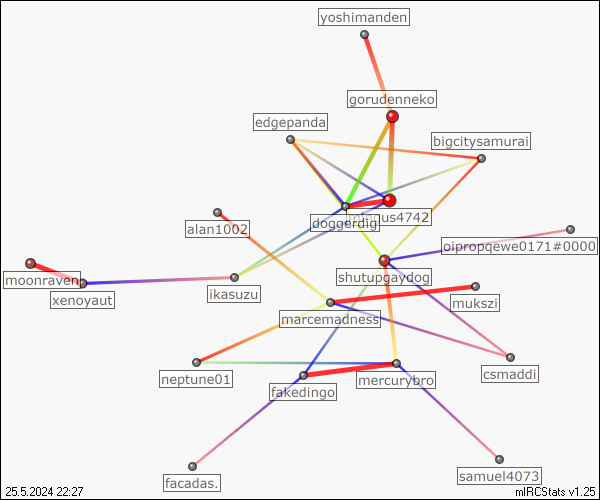 yoshimanden
gorudenneko
edgepanda
bigcitysamurai
doggerdig
us4742
alan1002
oipropqewe0171#0000
moonraven
shutupgaydog
xenoyaut
ikasuzu
mukszi
marcemadness
neptune01
mercurybro
csmaddi
fakedingo
facadas.
samuel4073
25.5.2024 22:27
mIRCStats v1.25